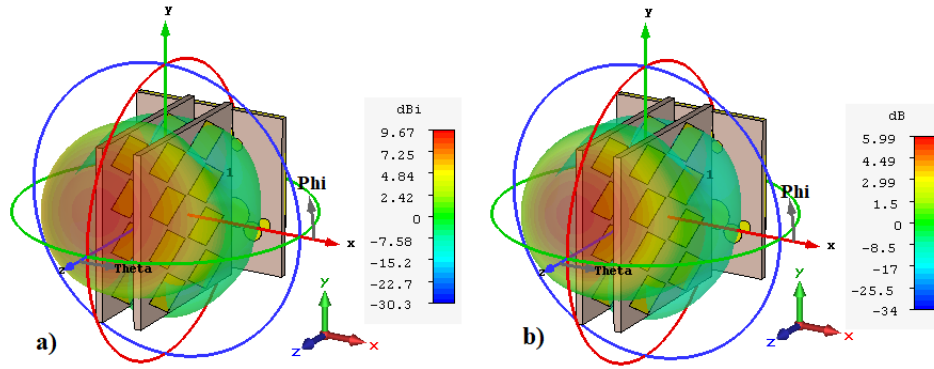 y
dBi
9.67
7.25
4.84
2.42
0
-7.58
-15.2
-22.7
-30.3
1
Phi
x
z
Theta
y
z
x
a)
y
dB
5.99
4.49
2.99
1.5
0
-8.5
-17
-25.5
-34
1
Phi
x
z
Theta
y
z
x
b)